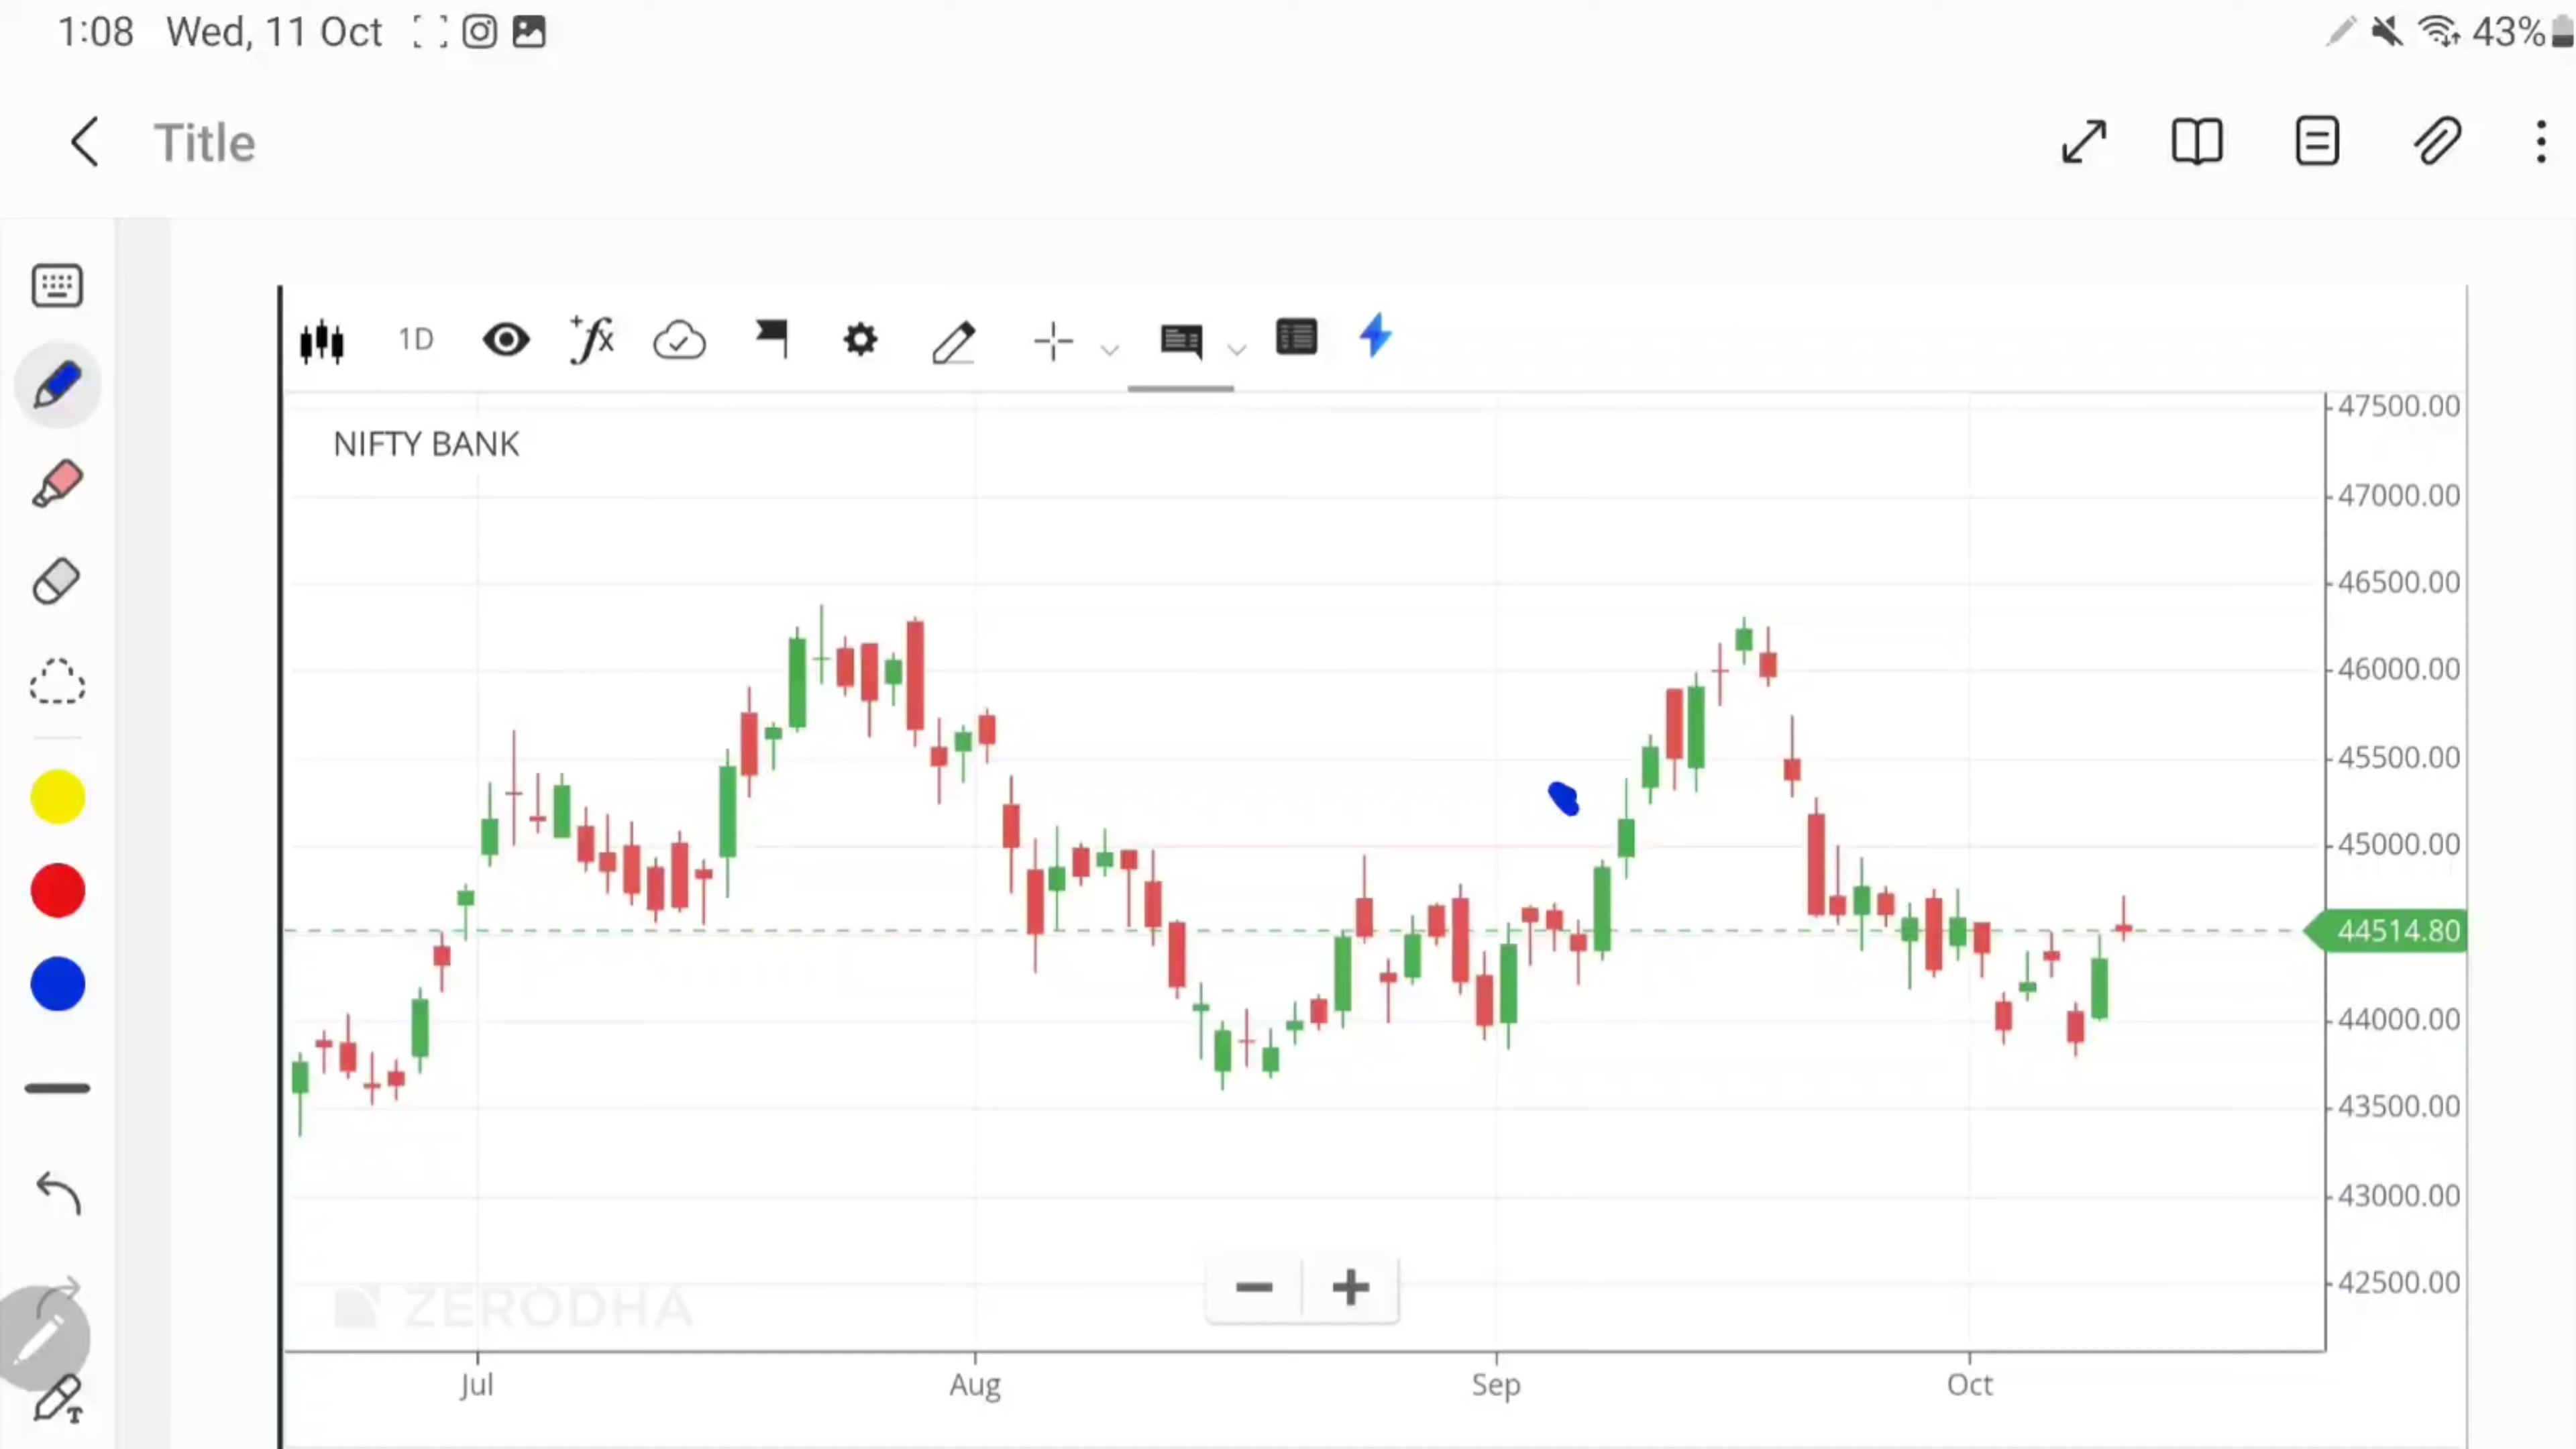 1:08 Wed, 11 Oct 43%
Title
1D
NIFTY BANK
47500.00
47000.00
46500.00
46000.00
45500.00
45000.00
44514.80
44000.00
43500.00
43000.00
42500.00
ZERODHA
Jul Aug Sep Oct